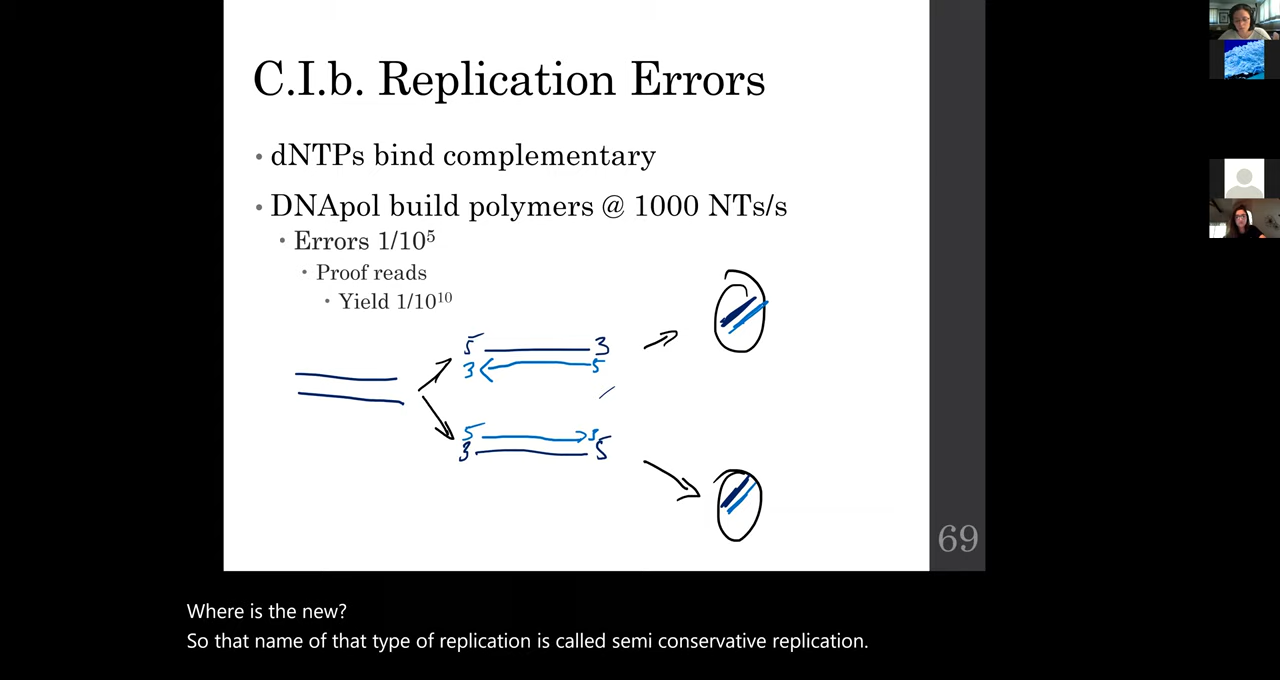 C.I.b. Replication Errors
• dNTPs bind complementary
• DNApol build polymers @ 1000 NTs/s
• Errors 1/10⁵
• Proof reads
• Yield 1/10¹⁰
5 3
3 5
5 3
3 5
69
Where is the new?
So that name of that type of replication is called semi conservative replication.